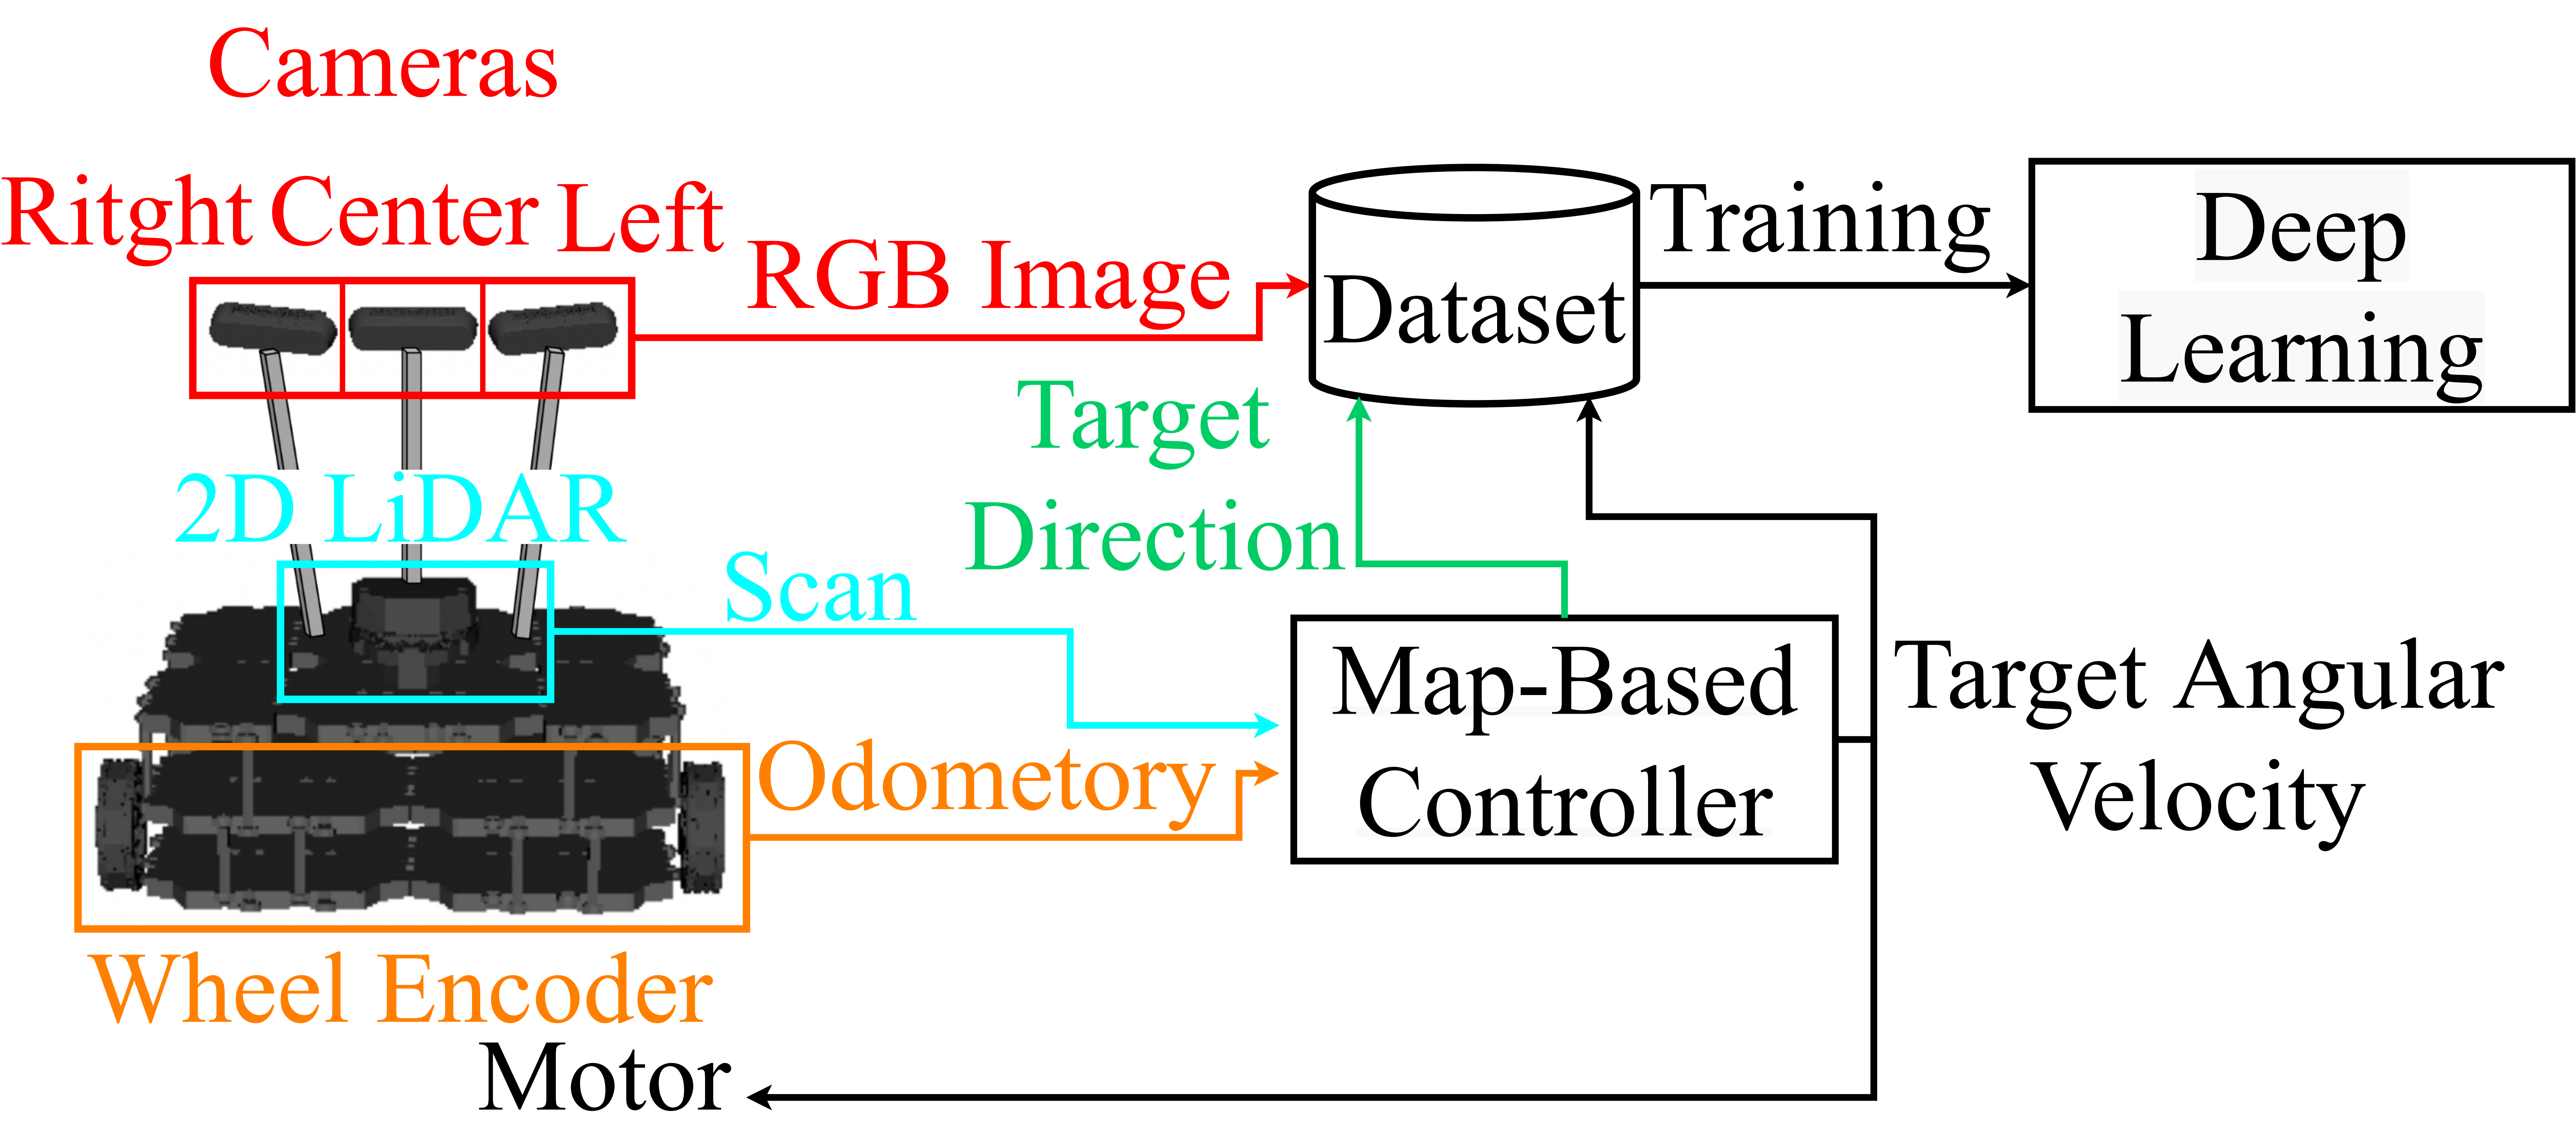 Cameras
Ritght Center Left
RGB Image
Dataset
Training
Deep
Learning
Target
Direction
2D LiDAR
Scan
Map-Based
Controller
Target Angular
Velocity
Odometory
Wheel Encoder
Motor